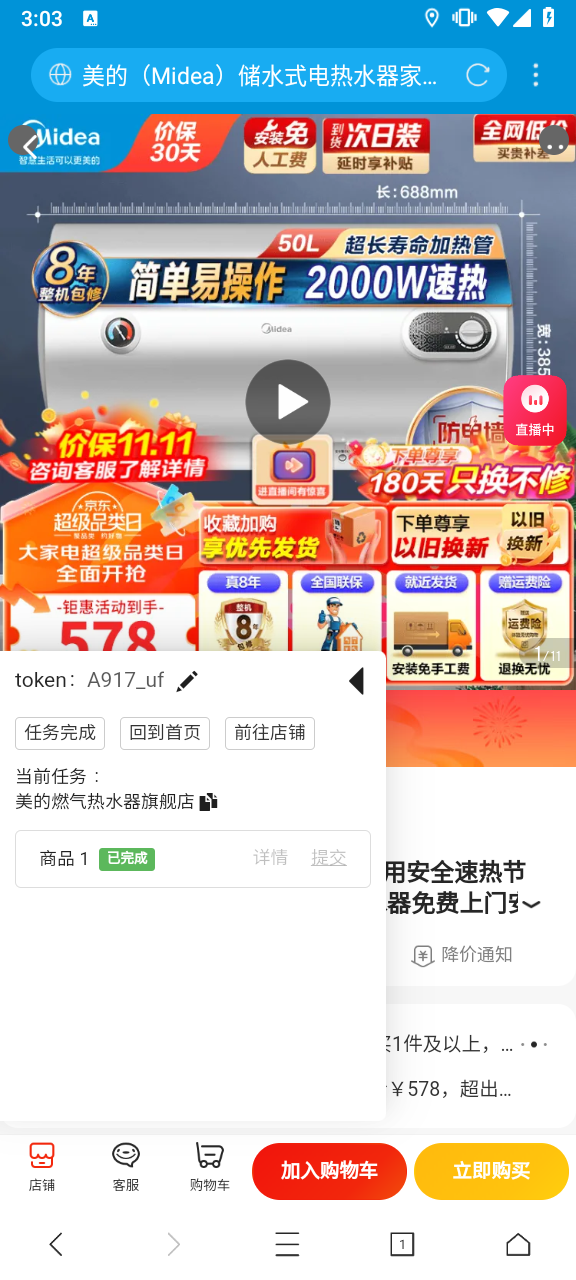 3:03
A
美的（Midea）储水式电热水器家...
Midea
智慧生活可以更美的
价保
30天
安装免
人工费
到货
次日装
延时享补贴
全网低价
买贵补差
长:688mm
50L
超长寿命加热管
8年
整机包修
简单易操作 2000W速热
Midea
宽:385
直播中
防电墙
价保11.11
咨询客服了解详情
进直播间有惊喜
下单尊享
180天只换不修
京东
超级品类日
大家电超级品类日
全面开抢
收藏加购
享优先发货
下单尊享
以旧换新
以旧
换新
-钜惠活动到手-
578
真8年
整机
8
包修
全国联保
就近发货
安装免手工费
赠运费险
运费险
退换无忧
1/11
token： A917_uf
任务完成
回到首页
前往店铺
当前任务：
美的燃气热水器旗舰店
商品 1
已完成
详情
提交
用安全速热节
器免费上门安
降价通知
买1件及以上，...
￥578，超出...
店铺
客服
购物车
加入购物车
立即购买
1